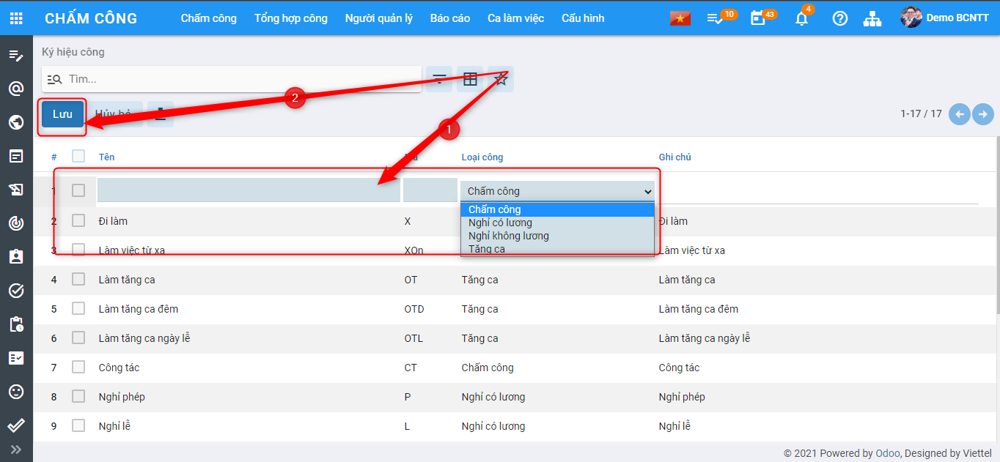 CHẤM CÔNG Chấm công Tổng hợp công Người quản lý Báo cáo Ca làm việc Cấu hình 10 43 4 Demo BCNTT
Ký hiệu công
Tìm...
Lưu Hủy bỏ 2 1 1-17 / 17
# Tên Loại công Ghi chú
1 Chấm công
Chấm công
Nghỉ có lương
Nghỉ không lương
Tăng ca
2 Đi làm X Đi làm
3 Làm việc từ xa XOn Làm việc từ xa
4 Làm tăng ca OT Tăng ca Làm tăng ca
5 Làm tăng ca đêm OTD Tăng ca Làm tăng ca đêm
6 Làm tăng ca ngày lễ OTL Tăng ca Làm tăng ca ngày lễ
7 Công tác CT Chấm công Công tác
8 Nghỉ phép P Nghỉ có lương Nghỉ phép
9 Nghỉ lễ L Nghỉ có lương Nghỉ lễ
© 2021 Powered by Odoo, Designed by Viettel